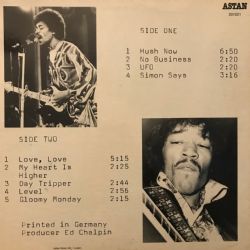 ASTAN
SIDE ONE
1 Hush Now 6:50
2 No Business 2:20
3 UFO 2:20
4 Simon Says 3:16
SIDE TWO
1 Love, Love 5:15
2 My Heart Is
Higher 5:11
3 Day Tripper 2:44
4 Level 2:56
5 Gloomy Monday 2:15
Printed in Germany
Producer Ed Chalpin